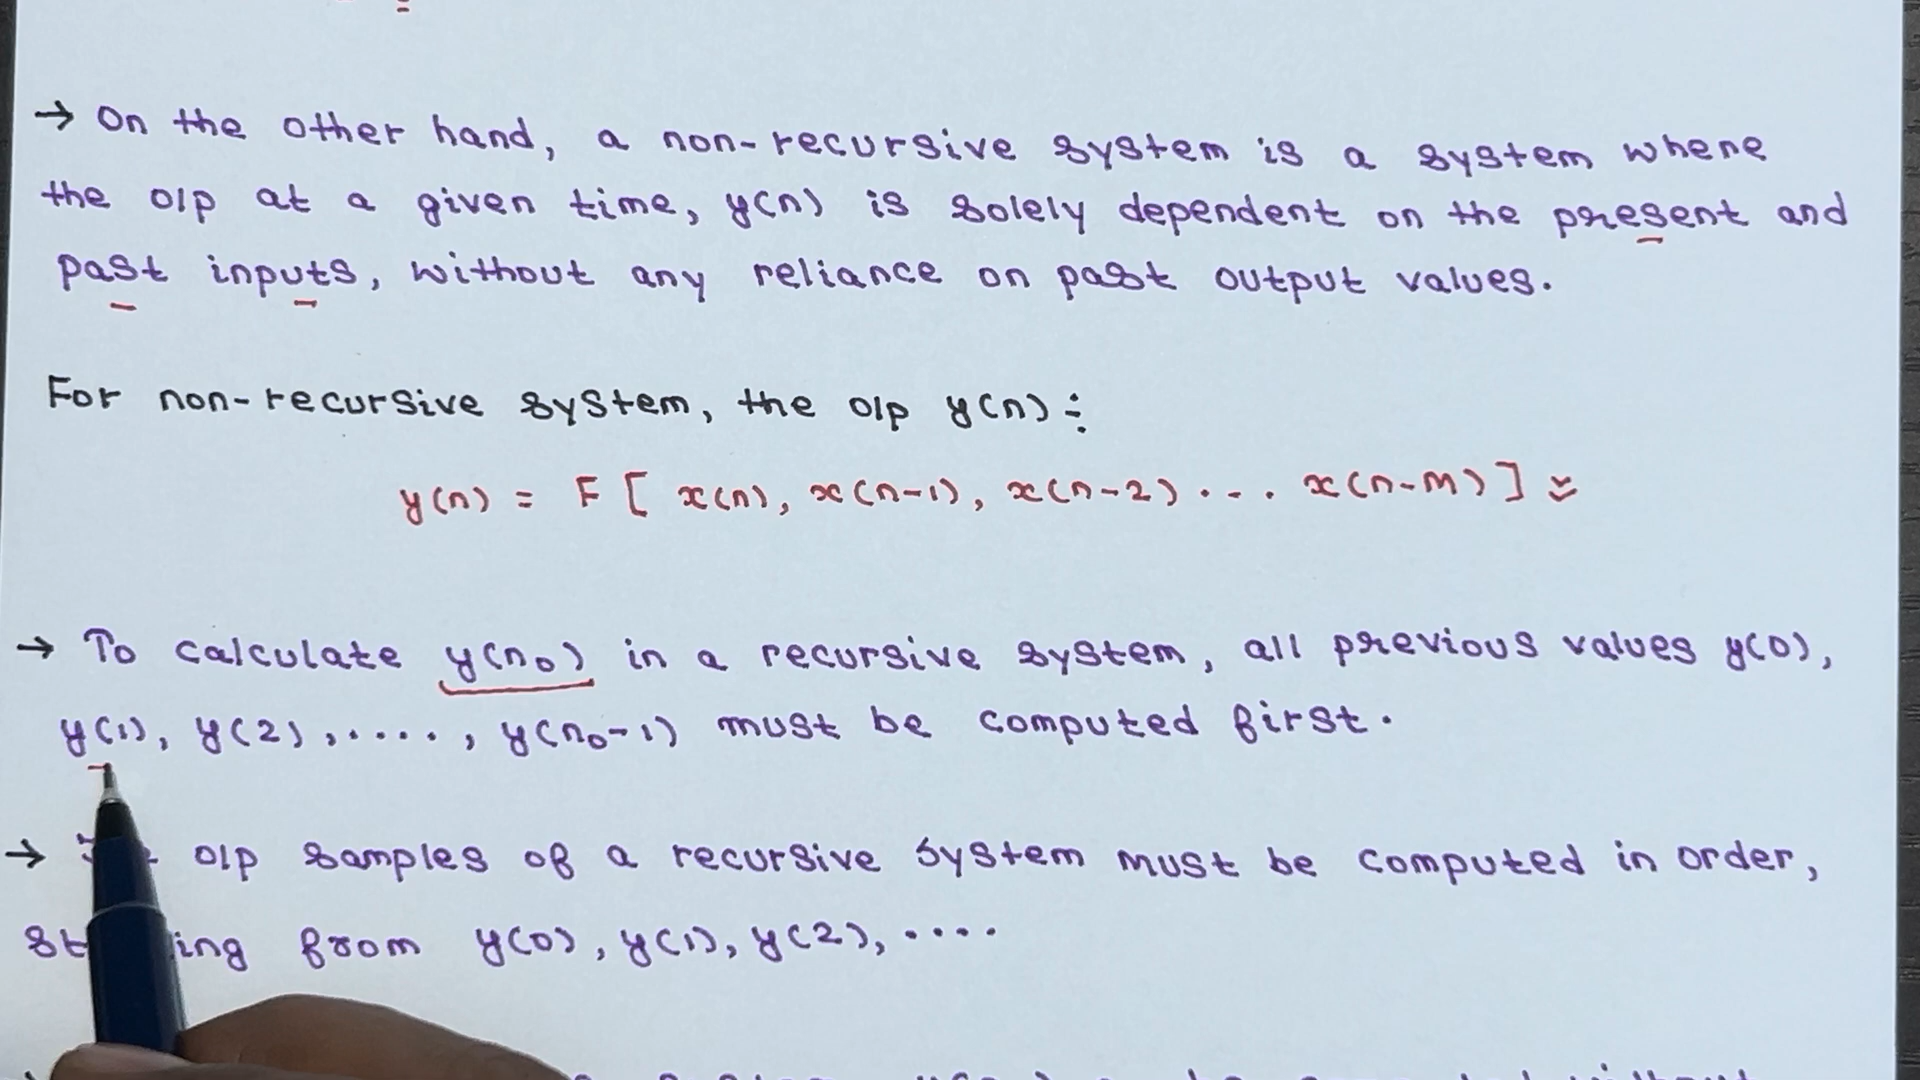 → On the other hand, a non-recursive system is a system where
the o/p at a given time, y(n) is solely dependent on the present and
past inputs, without any reliance on past output values.
For non-recursive system, the o/p y(n):
y(n) = F [ x(n), x(n-1), x(n-2) ... x(n-M) ]
→ To calculate y(n₀) in a recursive system, all previous values y(0),
y(1), y(2), ....., y(n₀-1) must be computed first.
→ o/p samples of a recursive system must be computed in order,
from y(0), y(1), y(2), ....